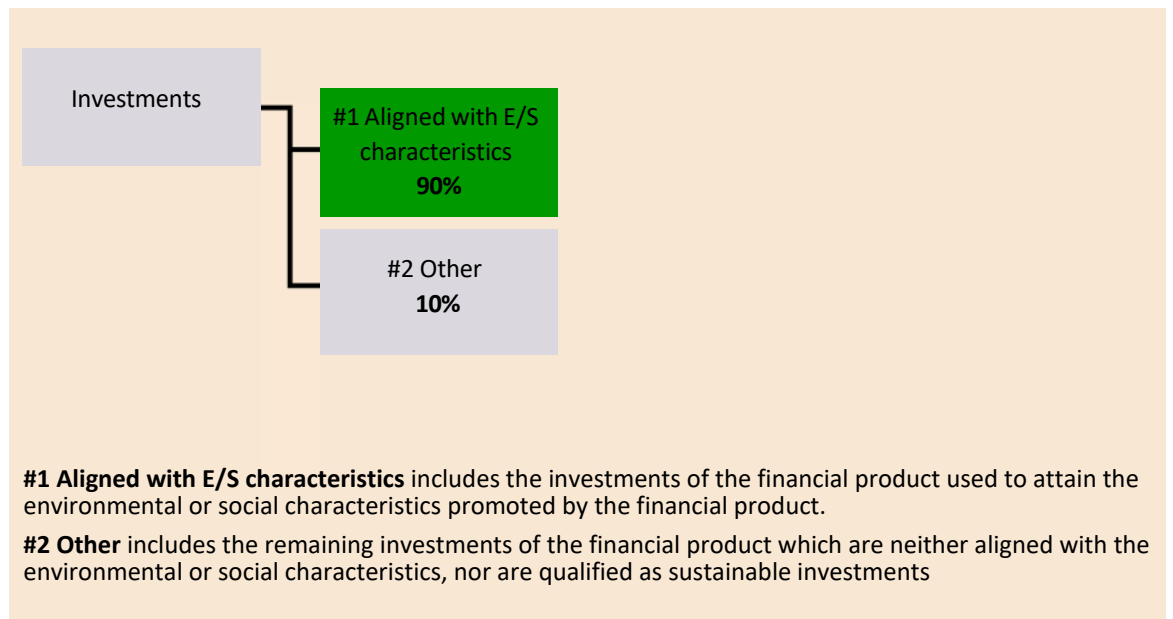 Investments
#1 Aligned with E/S
characteristics
90%
#2 Other
10%
#1 Aligned with E/S characteristics includes the investments of the financial product used to attain the
environmental or social characteristics promoted by the financial product.
#2 Other includes the remaining investments of the financial product which are neither aligned with the
environmental or social characteristics, nor are qualified as sustainable investments